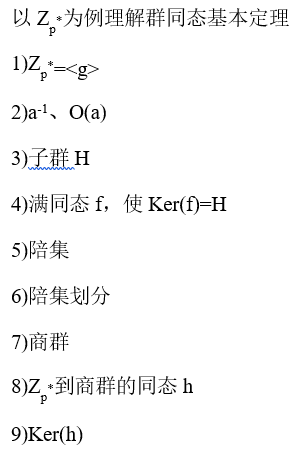 以 Zp*为例理解群同态基本定理
1)Zp*=<g>
2)a-1、O(a)
3)子群 H
4)满同态 f，使 Ker(f)=H
5)陪集
6)陪集划分
7)商群
8)Zp*到商群的同态 h
9)Ker(h)